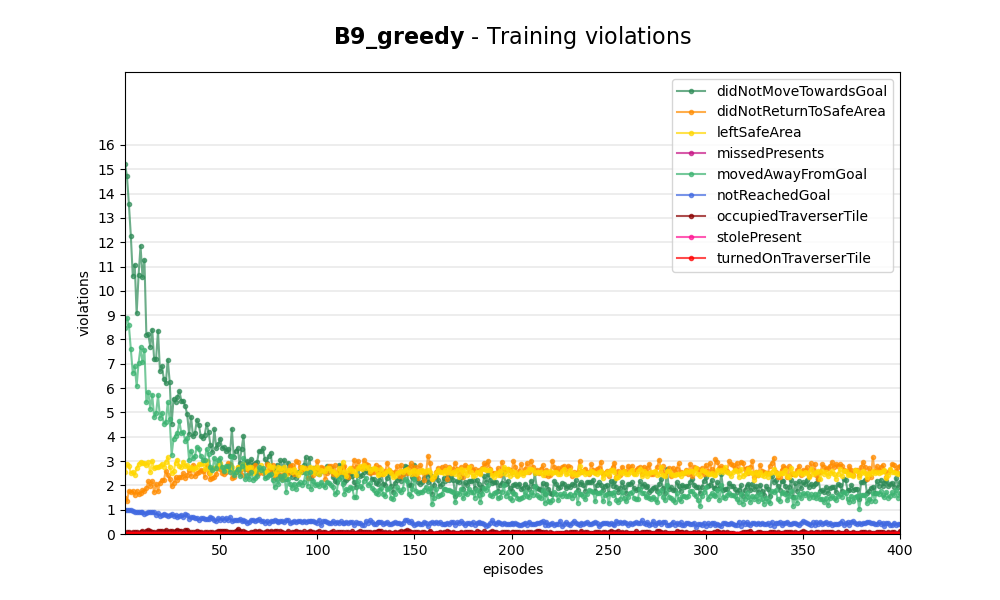 B9_greedy - Training violations
didNotMoveTowardsGoal
didNotReturnToSafeArea
leftSafeArea
missedPresents
movedAwayFromGoal
notReachedGoal
occupiedTraverserTile
stolePresent
turnedOnTraverserTile
violations
16
15
14
13
12
11
10
9
8
7
6
5
4
3
2
1
0
50
100
150
200
250
300
350
400
episodes